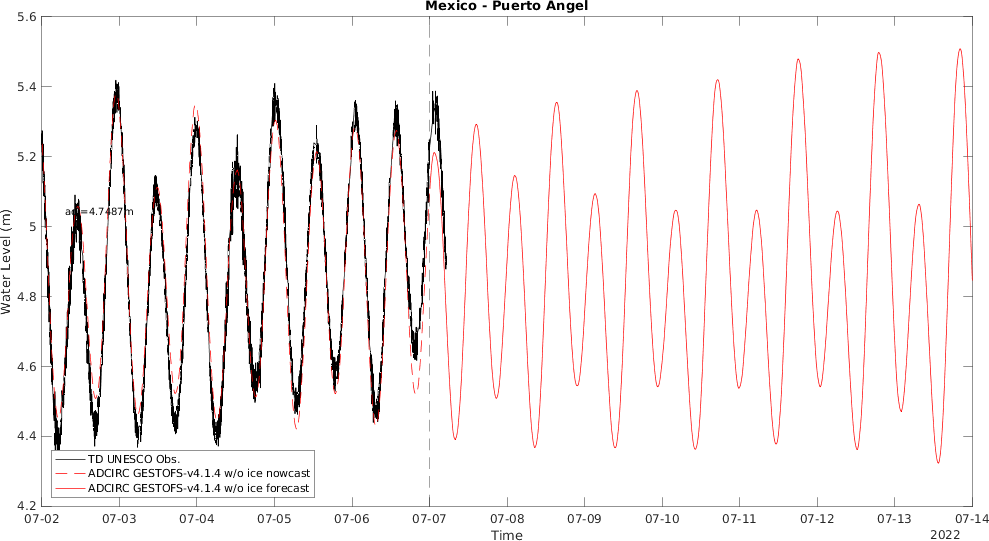 Mexico - Puerto Angel
5.6
5.4
5.2
5
4.8
4.6
4.4
4.2
Water Level (m)
=4.7487m
TD UNESCO Obs.
ADCIRC GESTOFS-v4.1.4 w/o ice nowcast
ADCIRC GESTOFS-v4.1.4 w/o ice forecast
07-02 07-03 07-04 07-05 07-06 07-07 07-08 07-09 07-10 07-11 07-12 07-13 07-14
Time
2022